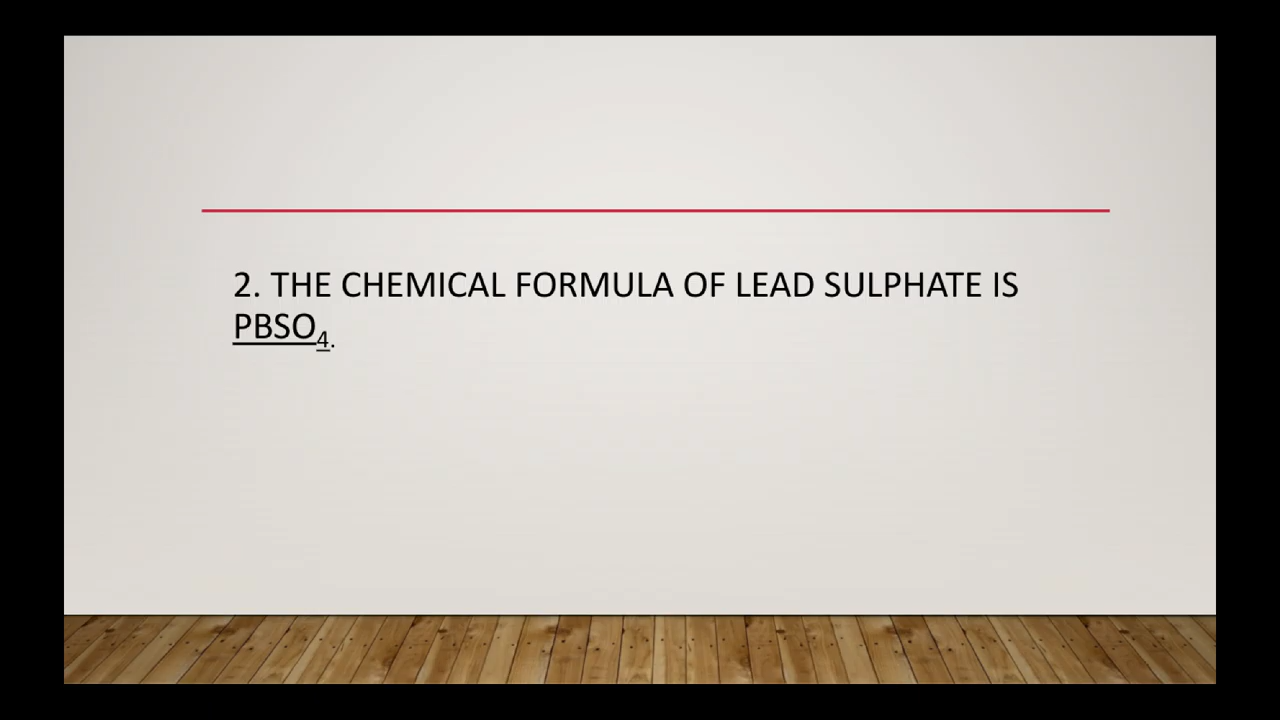 2. THE CHEMICAL FORMULA OF LEAD SULPHATE IS
PBSO₄.